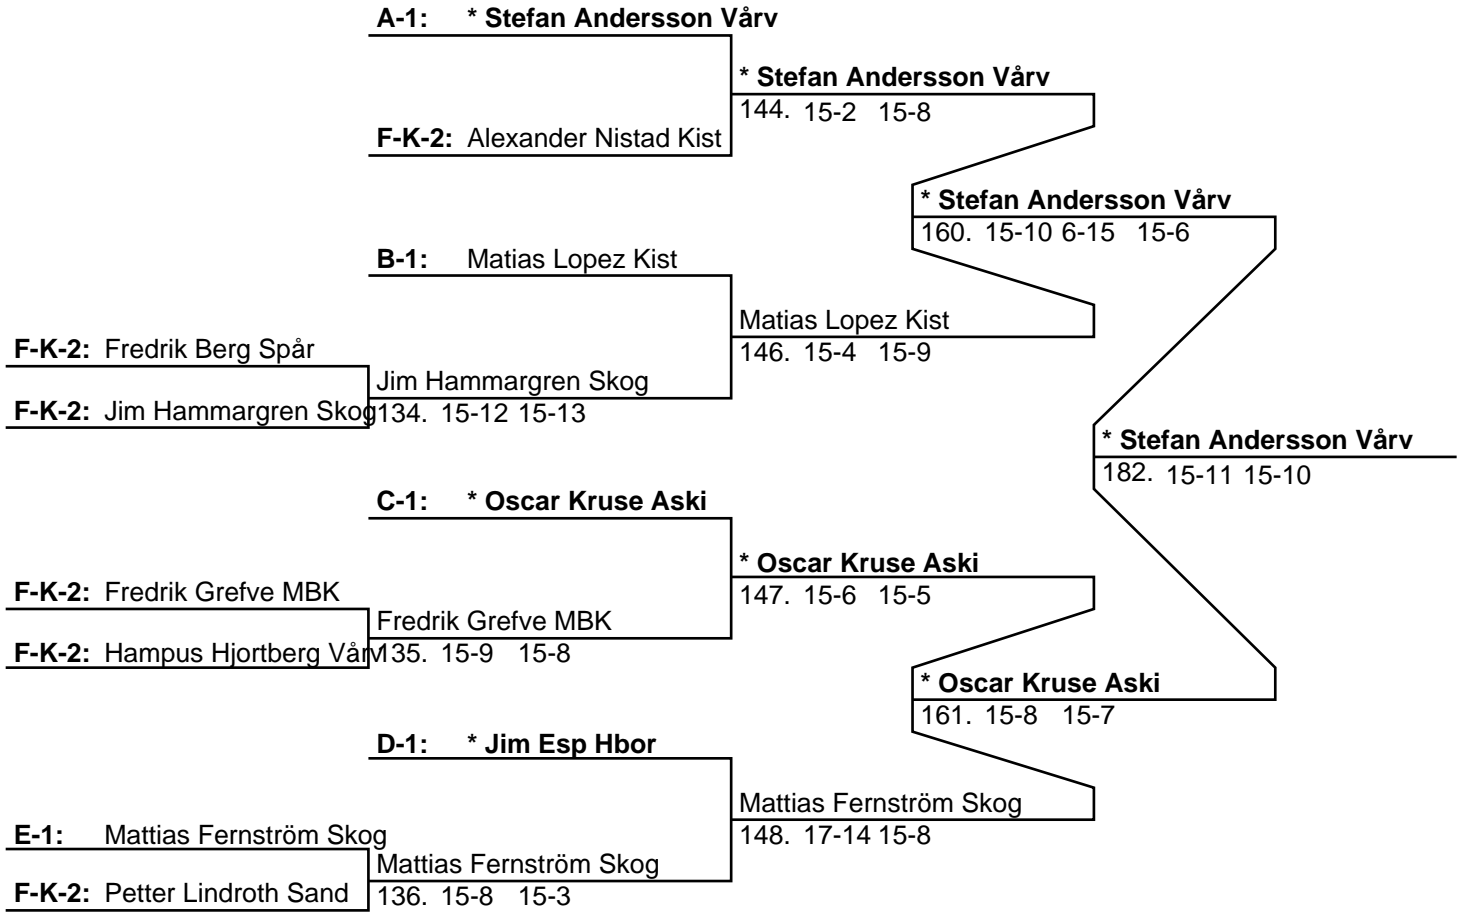 A-1: * Stefan Andersson Vårv
* Stefan Andersson Vårv
144. 15-2 15-8
F-K-2: Alexander Nistad Kist
* Stefan Andersson Vårv
160. 15-10 6-15 15-6
B-1: Matias Lopez Kist
Matias Lopez Kist
146. 15-4 15-9
F-K-2: Fredrik Berg Spår
Jim Hammargren Skog
F-K-2: Jim Hammargren Skog
134. 15-12 15-13
* Stefan Andersson Vårv
182. 15-11 15-10
C-1: * Oscar Kruse Aski
* Oscar Kruse Aski
147. 15-6 15-5
F-K-2: Fredrik Grefve MBK
Fredrik Grefve MBK
F-K-2: Hampus Hjortberg Vårv
135. 15-9 15-8
* Oscar Kruse Aski
161. 15-8 15-7
D-1: * Jim Esp Hbor
Mattias Fernström Skog
148. 17-14 15-8
E-1: Mattias Fernström Skog
Mattias Fernström Skog
F-K-2: Petter Lindroth Sand
136. 15-8 15-3